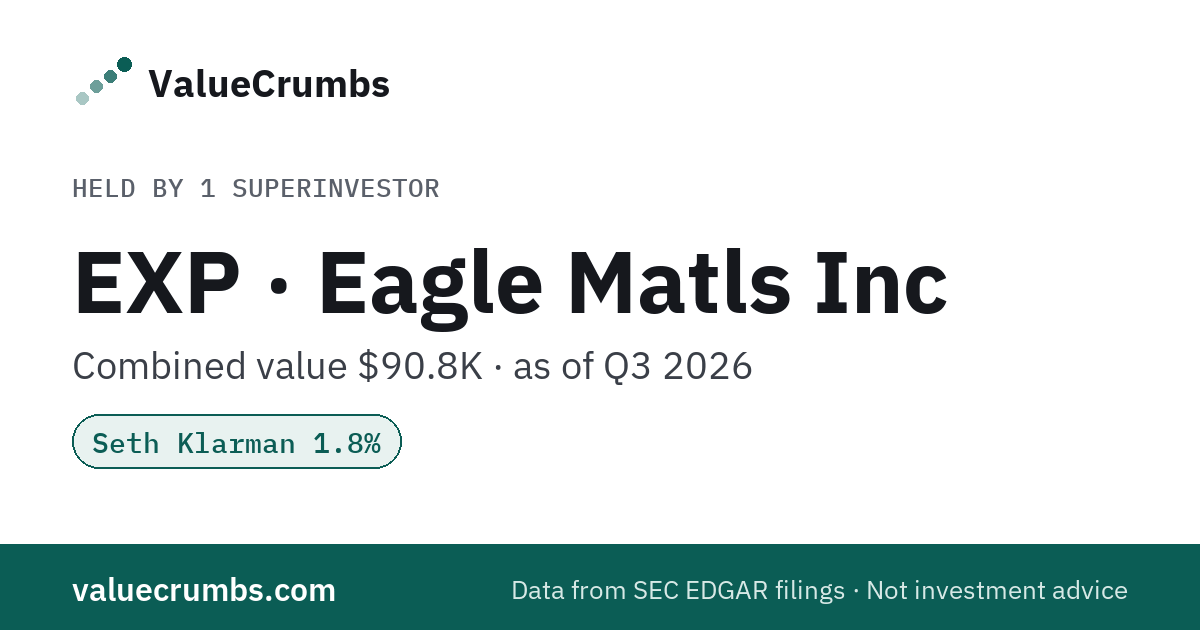 ValueCrumbs
HELD BY 1 SUPERINVESTOR
EXP · Eagle Matls Inc
Combined value $90.8K · as of Q3 2026
Seth Klarman 1.8%
valuecrumbs.com
Data from SEC EDGAR filings · Not investment advice